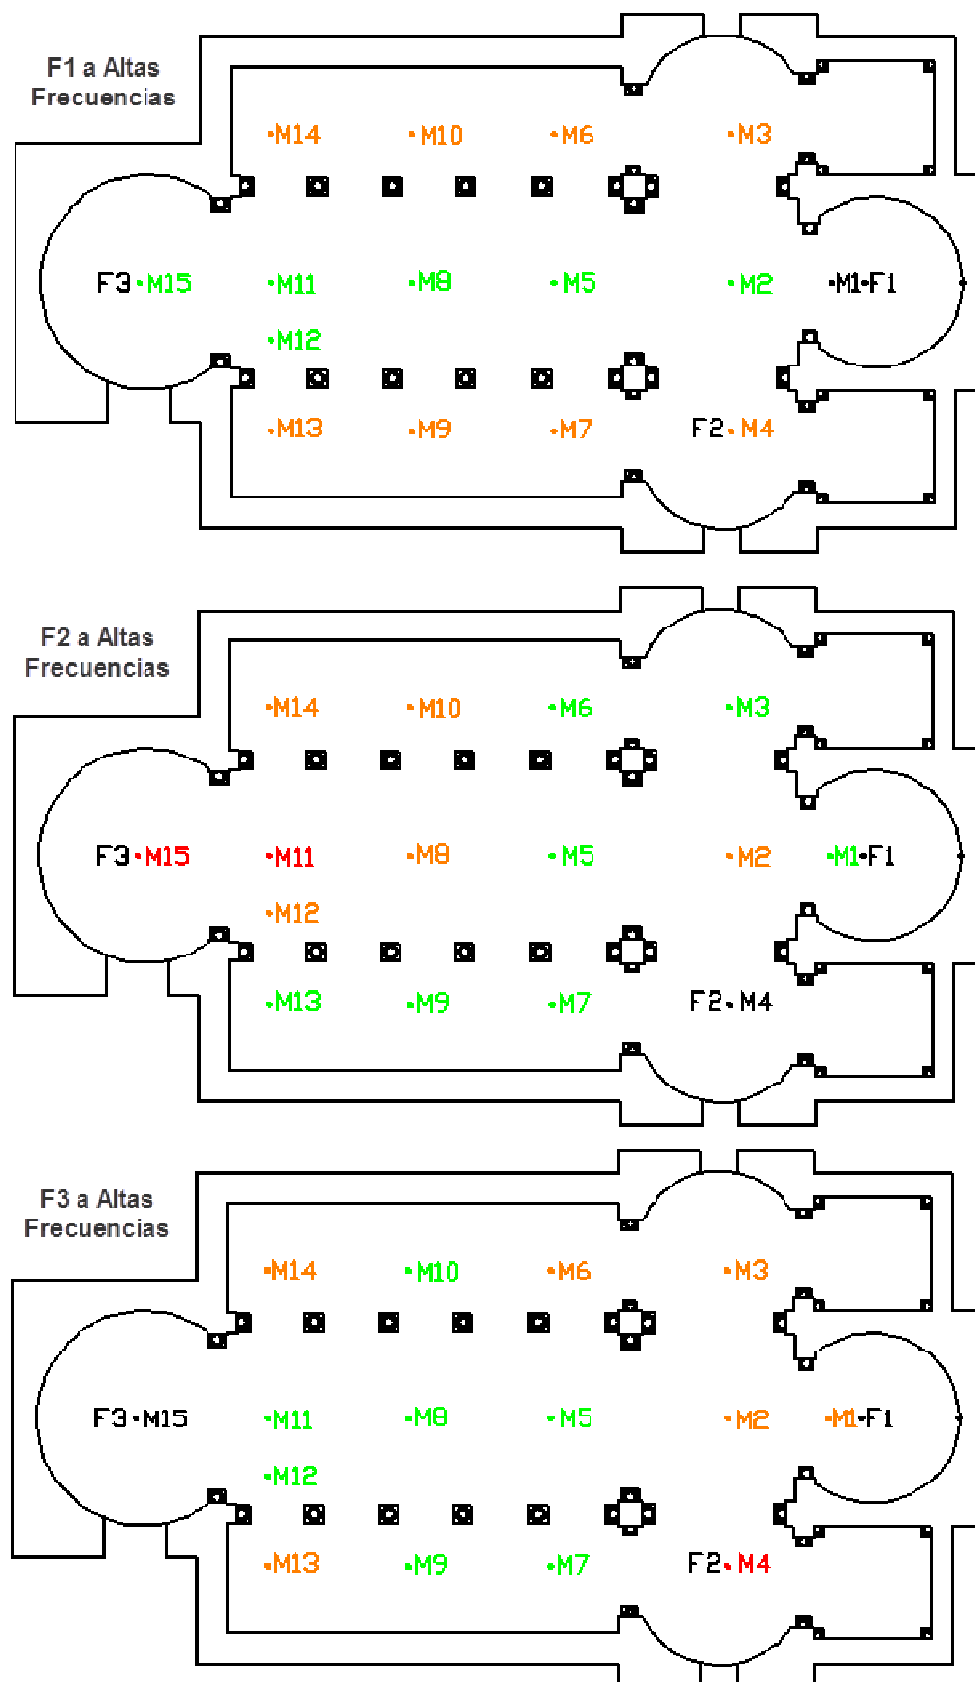 F1 a Altas
Frecuencias
M14 M10 M6 M3
F3 M15 M11 M8 M5 M2 M1 F1
M12
M13 M9 M7 F2 M4
F2 a Altas
Frecuencias
M14 M10 M6 M3
F3 M15 M11 M8 M5 M2 M1 F1
M12
M13 M9 M7 F2 M4
F3 a Altas
Frecuencias
M14 M10 M6 M3
F3 M15 M11 M8 M5 M2 M1 F1
M12
M13 M9 M7 F2 M4